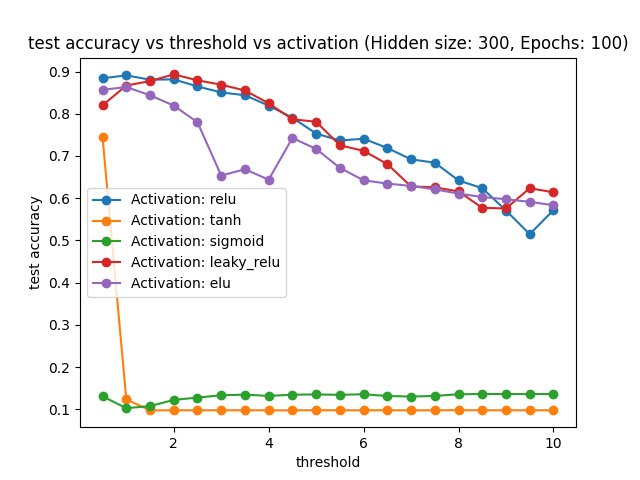 test accuracy vs threshold vs activation (Hidden size: 300, Epochs: 100)
0.9
0.8
0.7
0.6
0.5
0.4
0.3
0.2
0.1
test accuracy
Activation: relu
Activation: tanh
Activation: sigmoid
Activation: leaky_relu
Activation: elu
2 4 6 8 10
threshold